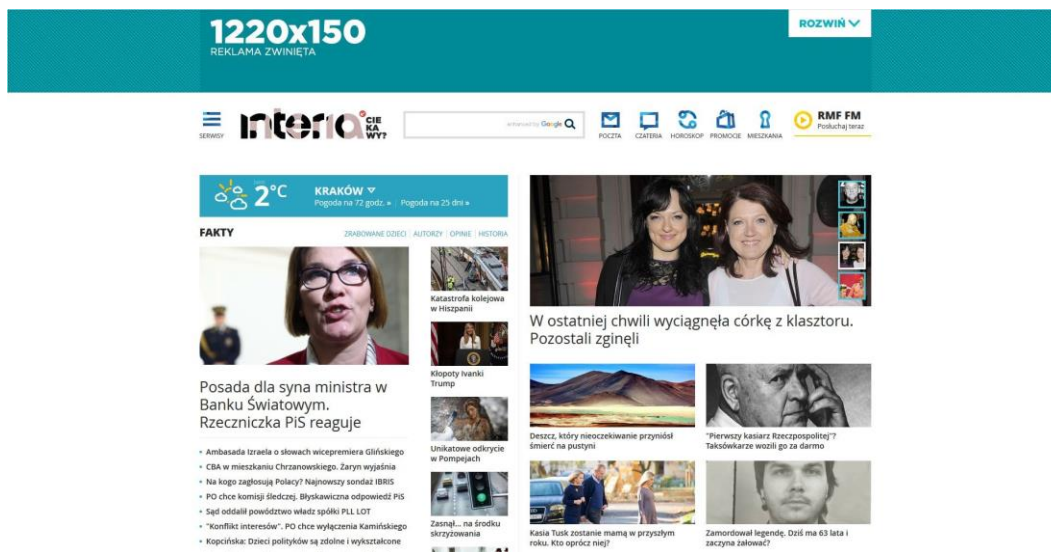 1220x150
REKLAMA ZWINIĘTA
ROZWIŃ
SERWISY
interia
CIE
KA
WY?
enhanced by Google
POCZTA
CZATERIA
HOROSKOP
PROMOCJE
MIESZKANIA
RMF FM
Posłuchaj teraz
2°C
KRAKÓW
Pogoda na 72 godz. » | Pogoda na 25 dni »
FAKTY
ZRABOWANE DZIECI | AUTORZY | OPINIE | HISTORIA
Posada dla syna ministra w
Banku Światowym.
Rzeczniczka PiS reaguje
• Ambasada Izraela o słowach wicepremiera Glińskiego
• CBA w mieszkaniu Chrzanowskiego. Żaryn wyjaśnia
• Na kogo zagłosują Polacy? Najnowszy sondaż IBRIS
• PO chce komisji śledczej. Błyskawiczna odpowiedź PiS
• Sąd oddalił powództwo władz spółki PLL LOT
• "Konflikt interesów". PO chce wyłączenia Kamińskiego
• Kopcińska: Dzieci polityków są zdolne i wykształcone
Katastrofa kolejowa
w Hiszpanii
Kłopoty Ivanki
Trump
Unikatowe odkrycie
w Pompejach
Zasnął... na środku
skrzyżowania
W ostatniej chwili wyciągnęła córkę z klasztoru.
Pozostali zginęli
Deszcz, który nieoczekiwanie przyniósł
śmierć na pustyni
"Pierwszy kasiarz Rzeczpospolitej"?
Taksówkarze wozili go za darmo
Kasia Tusk zostanie mamą w przyszłym
roku. Kto oprócz niej?
Zamordował legendę. Dziś ma 63 lata i
zaczyna żałować?